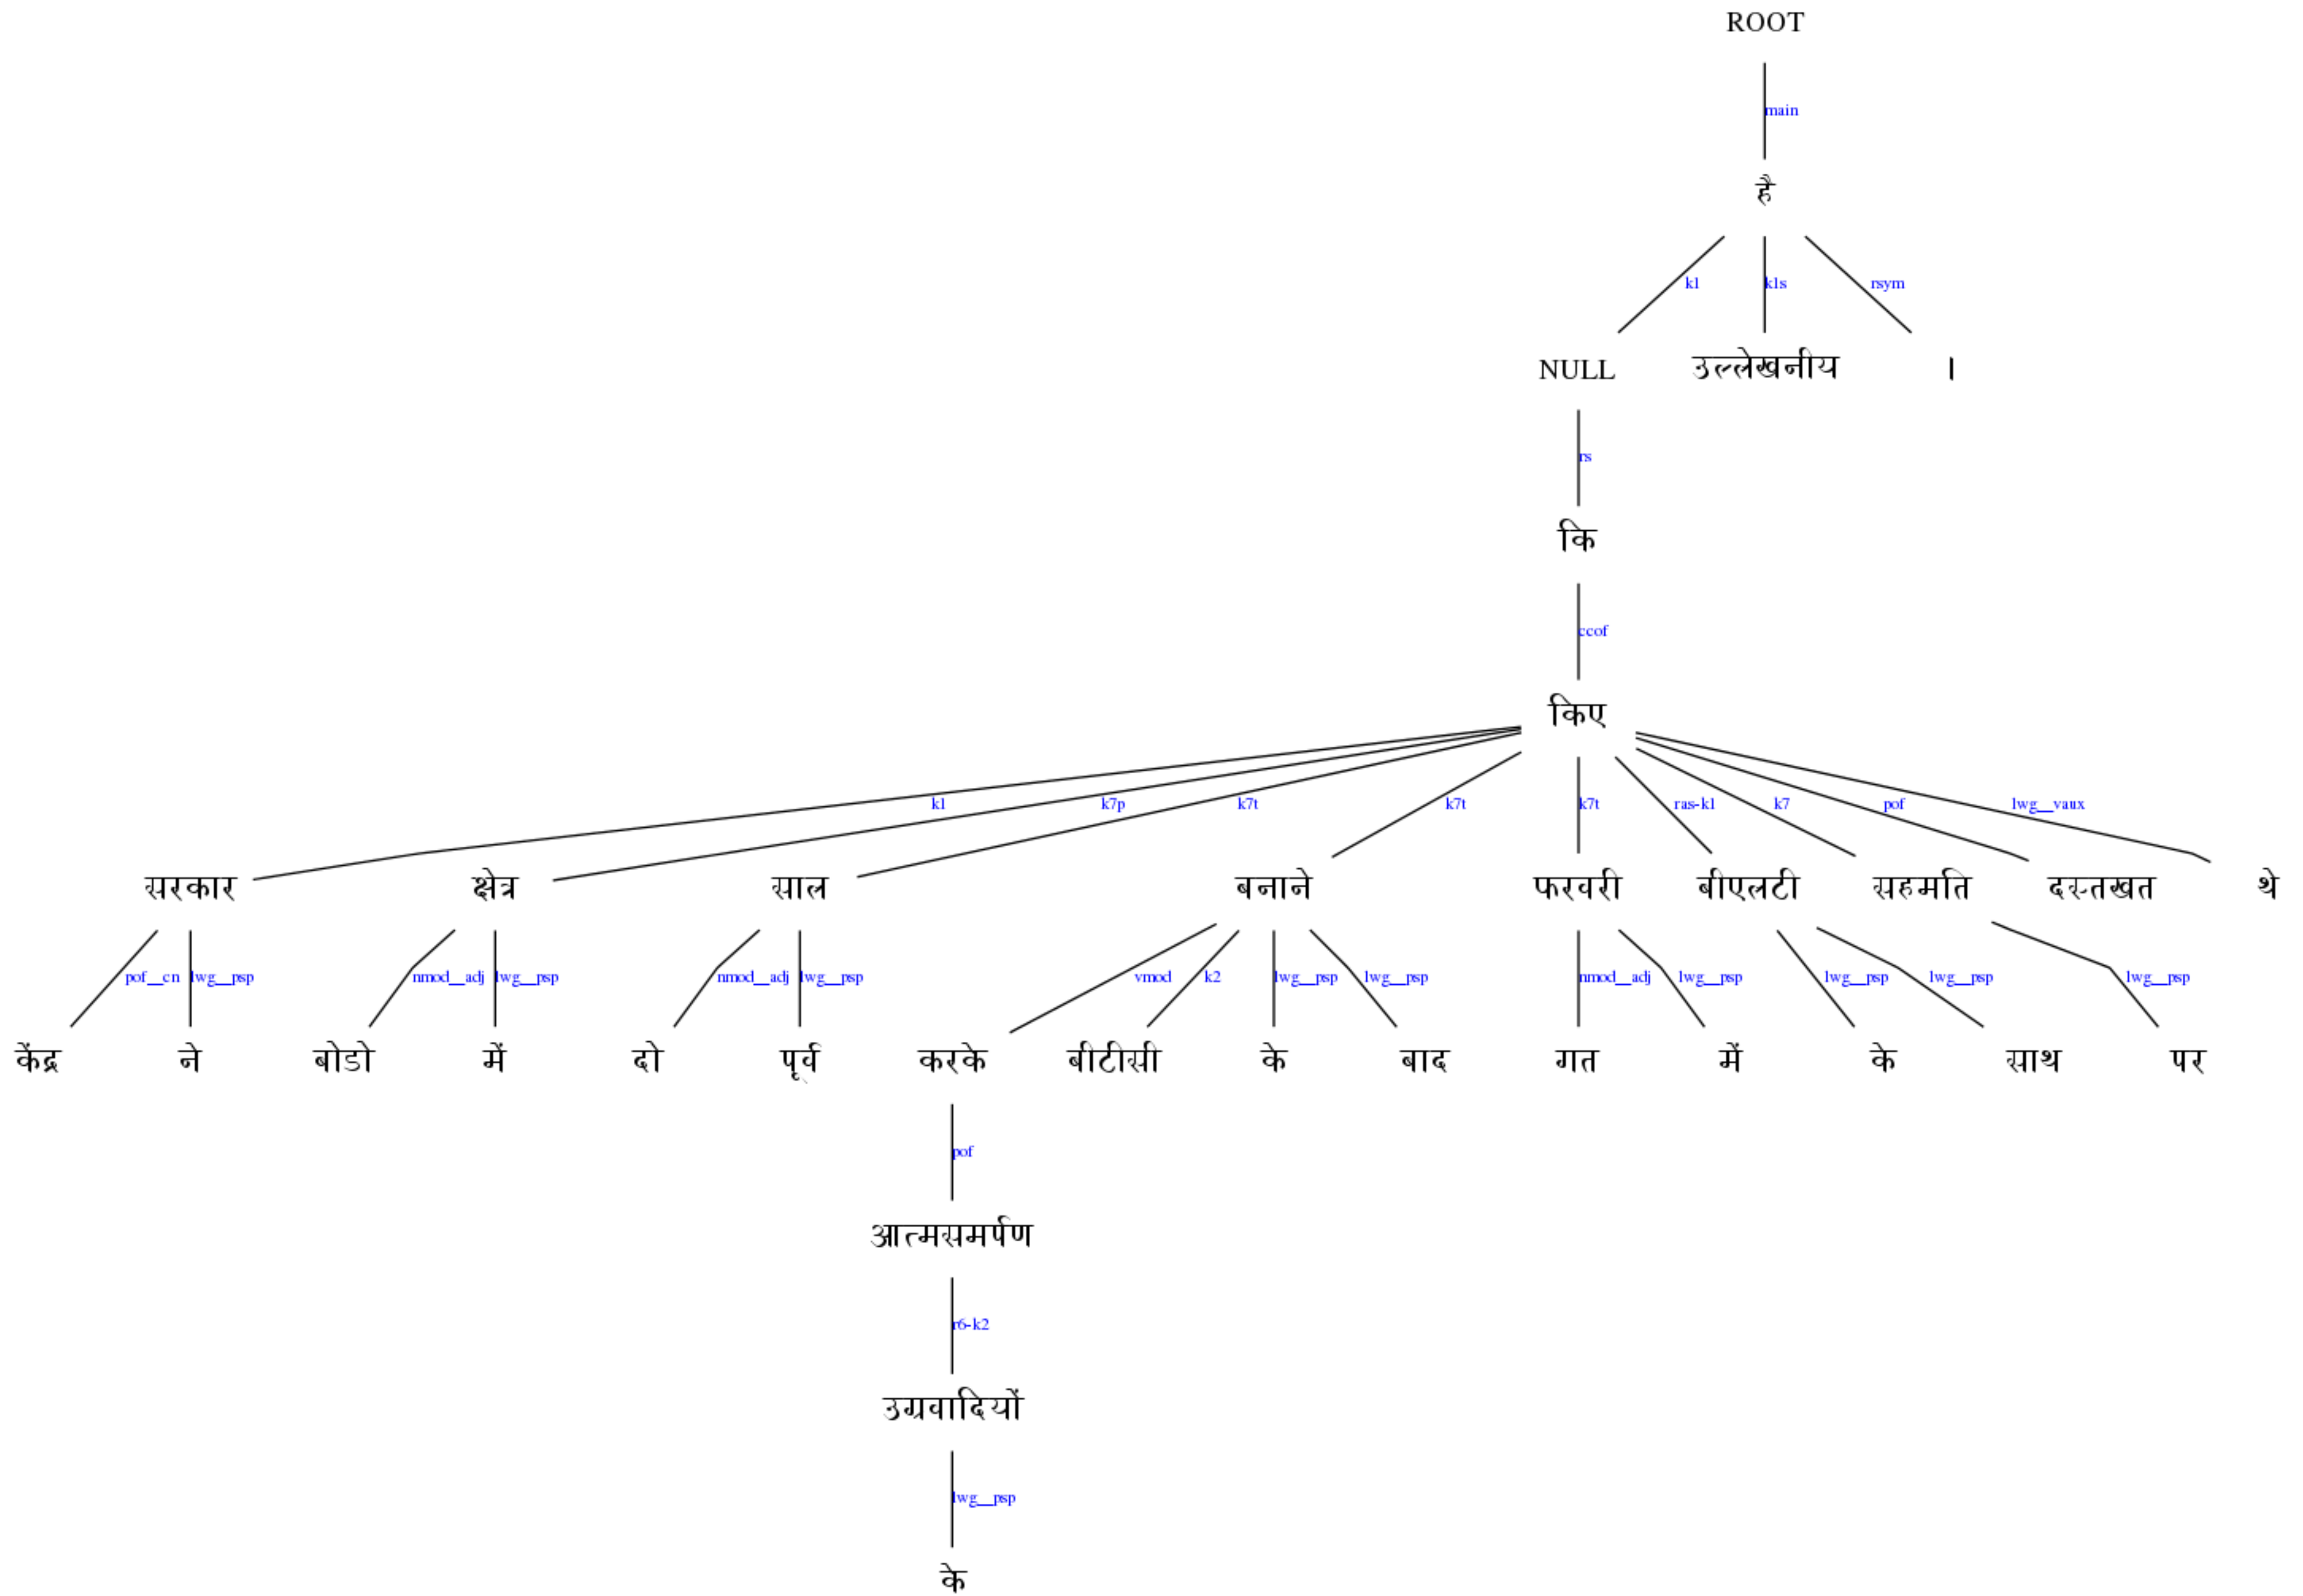 ROOT
main
है
k1 k1s rsym
NULL उल्लेखनीय ।
rs
कि
ccof
किए
k1 k7p k7t k7t k7t ras-k1 k7 pof lwg__vaux
सरकार क्षेत्र साल बनाने फरवरी बीएलटी सहमति दस्तखत थे
pof__cn lwg__psp nmod__adj lwg__psp nmod__adj lwg__psp vmod k2 lwg__psp lwg__psp nmod__adj lwg__psp lwg__psp lwg__psp lwg__psp
केंद्र ने बोडो में दो पूर्व करके बीटीसी के बाद गत में के साथ पर
pof
आत्मसमर्पण
r6-k2
उग्रवादियों
lwg__psp
के